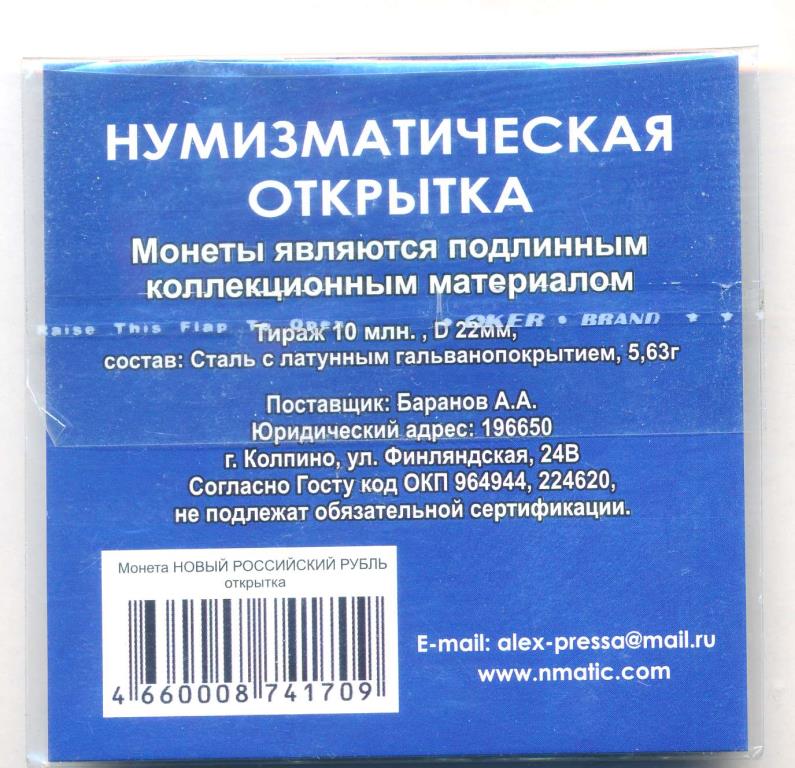 НУМИЗМАТИЧЕСКАЯ
ОТКРЫТКА
Монеты являются подлинным
коллекционным материалом
Raise This Flap To Open OKER • BRAND
Тираж 10 млн. , D 22мм,
состав: Сталь с латунным гальванопокрытием, 5,63г
Поставщик: Баранов А.А.
Юридический адрес: 196650
г. Колпино, ул. Финляндская, 24В
Согласно Госту код ОКП 964944, 224620,
не подлежат обязательной сертификации.
Монета НОВЫЙ РОССИЙСКИЙ РУБЛЬ
открытка
4 660008 741709
E-mail: alex-pressa@mail.ru
www.nmatic.com